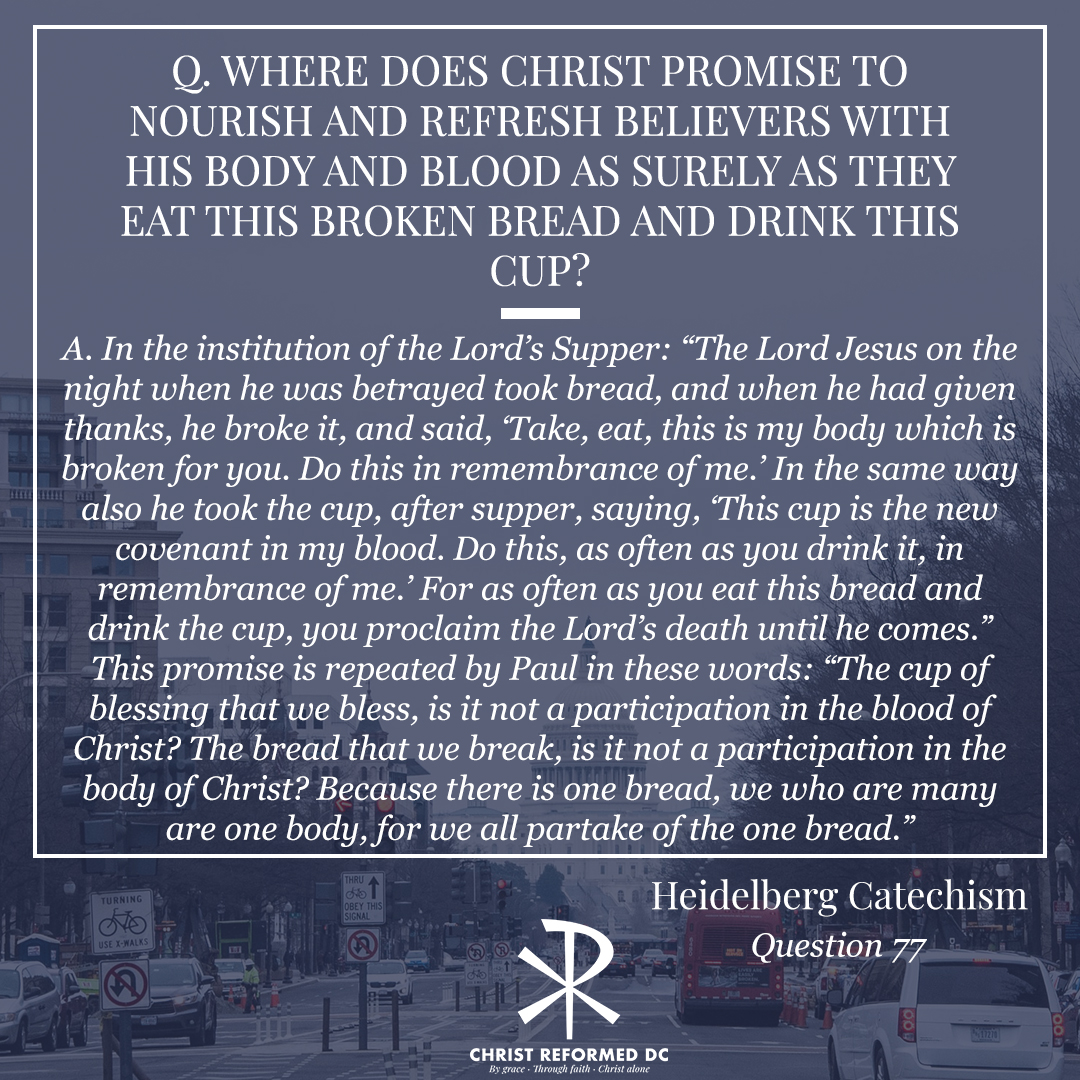 Q. WHERE DOES CHRIST PROMISE TO
NOURISH AND REFRESH BELIEVERS WITH
HIS BODY AND BLOOD AS SURELY AS THEY
EAT THIS BROKEN BREAD AND DRINK THIS
CUP?
A. In the institution of the Lord’s Supper: “The Lord Jesus on the
night when he was betrayed took bread, and when he had given
thanks, he broke it, and said, ‘Take, eat, this is my body which is
broken for you. Do this in remembrance of me.’ In the same way
also he took the cup, after supper, saying, ‘This cup is the new
covenant in my blood. Do this, as often as you drink it, in
remembrance of me.’ For as often as you eat this bread and
drink the cup, you proclaim the Lord’s death until he comes.”
This promise is repeated by Paul in these words: “The cup of
blessing that we bless, is it not a participation in the blood of
Christ? The bread that we break, is it not a participation in the
body of Christ? Because there is one bread, we who are many
are one body, for we all partake of the one bread.”
Heidelberg Catechism
Question 77
THRU
OBEY THIS
SIGNAL
TURNING
USE X-WALKS
CHRIST REFORMED DC
By grace · Through faith · Christ alone